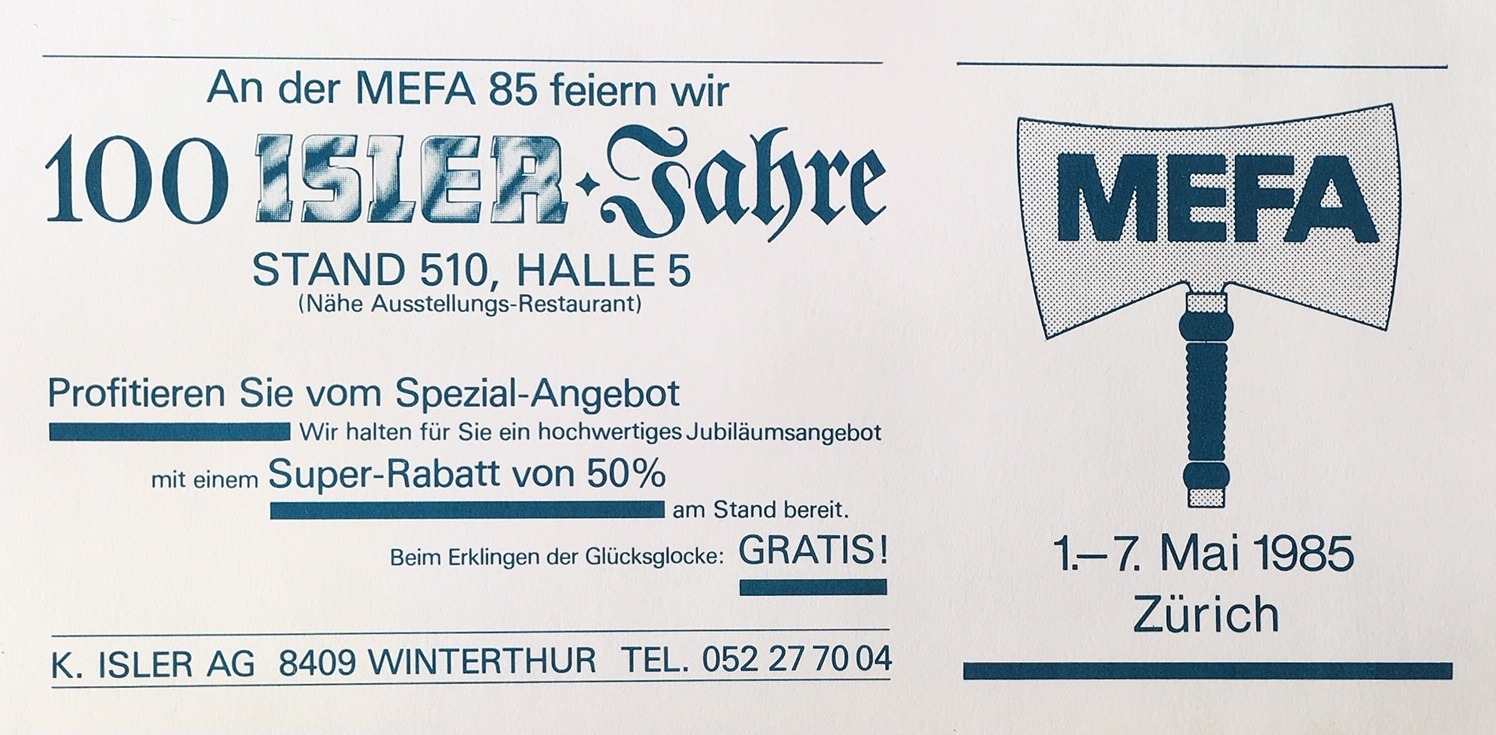 An der MEFA 85 feiern wir
100 ISLER-Jahre
STAND 510, HALLE 5
(Nähe Ausstellungs-Restaurant)
Profitieren Sie vom Spezial-Angebot
Wir halten für Sie ein hochwertiges Jubiläumsangebot
mit einem Super-Rabatt von 50%
am Stand bereit.
Beim Erklingen der Glücksglocke: GRATIS!
K. ISLER AG 8409 WINTERTHUR TEL. 052 27 70 04
MEFA
1.–7. Mai 1985
Zürich